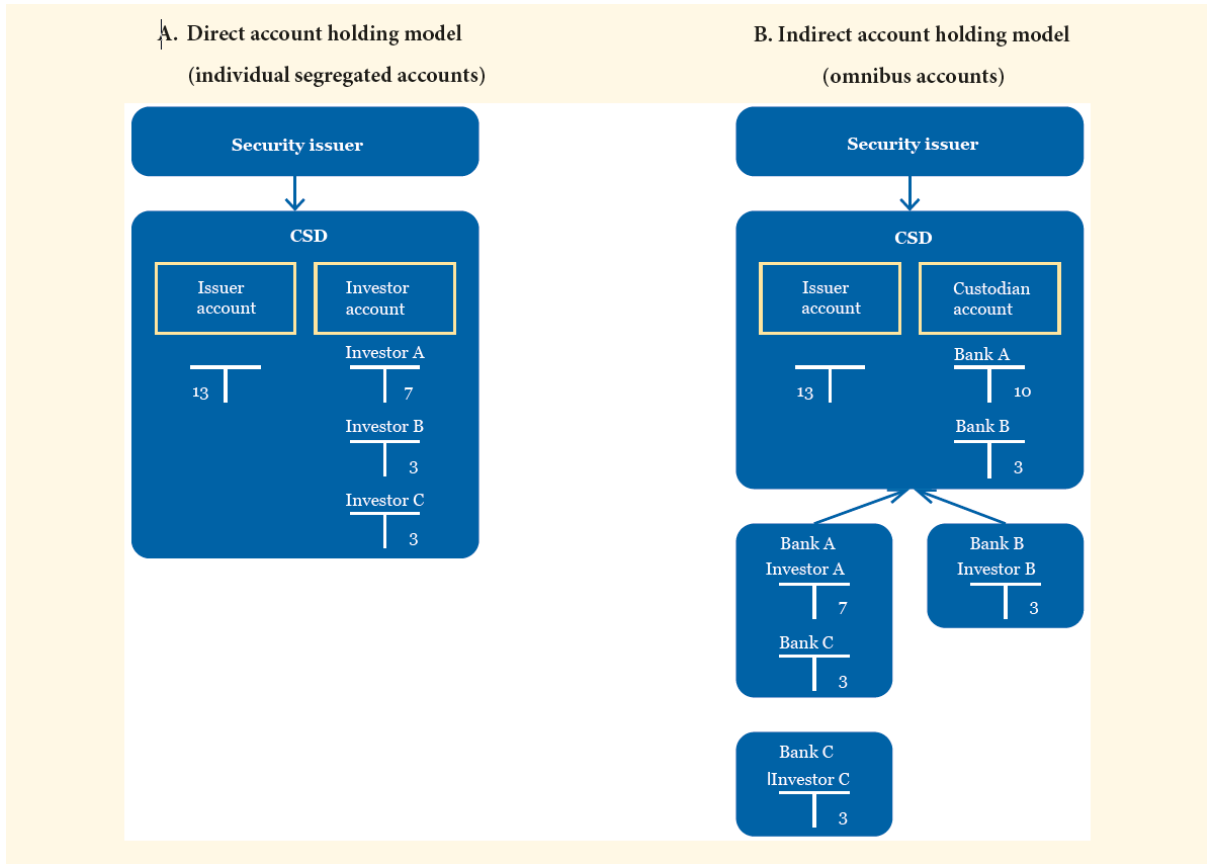 A. Direct account holding model
(individual segregated accounts)
Security issuer
CSD
Issuer
account
Investor
account
Investor A
13
7
Investor B
3
Investor C
3
B. Indirect account holding model
(omnibus accounts)
Security issuer
CSD
Issuer
account
Custodian
account
Bank A
13
10
Bank B
3
Bank A
Investor A
7
Bank C
3
Bank B
Investor B
3
Bank C
Investor C
3